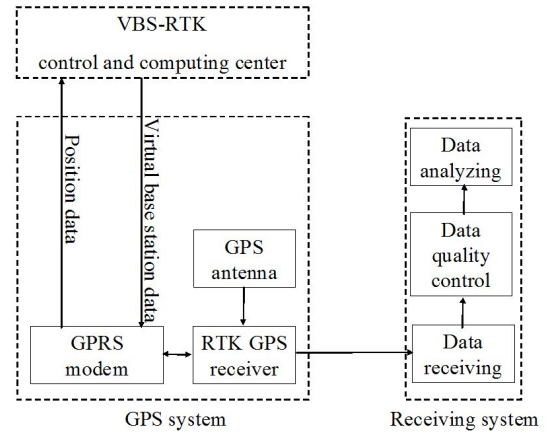 VBS-RTK
control and computing center
Position data
Virtual base station data
GPS
antenna
GPRS
modem
RTK GPS
receiver
GPS system
Data
analyzing
Data
quality
control
Data
receiving
Receiving system